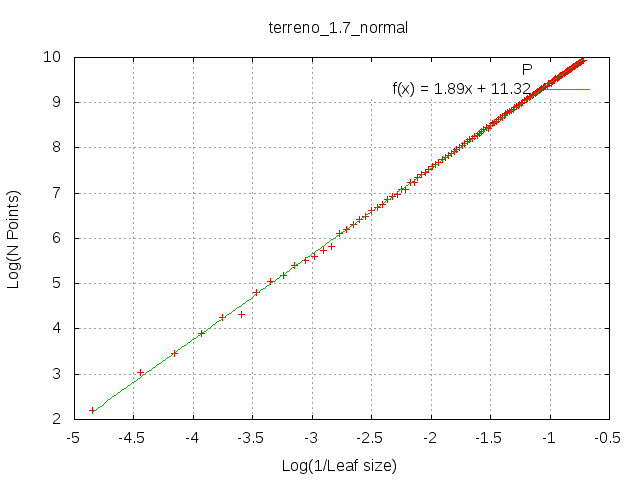 terreno_1.7_normal
10
9
8
7
6
5
4
3
2
P
f(x) = 1.89x + 11.32
Log(N Points)
-5 -4.5 -4 -3.5 -3 -2.5 -2 -1.5 -1 -0.5
Log(1/Leaf size)